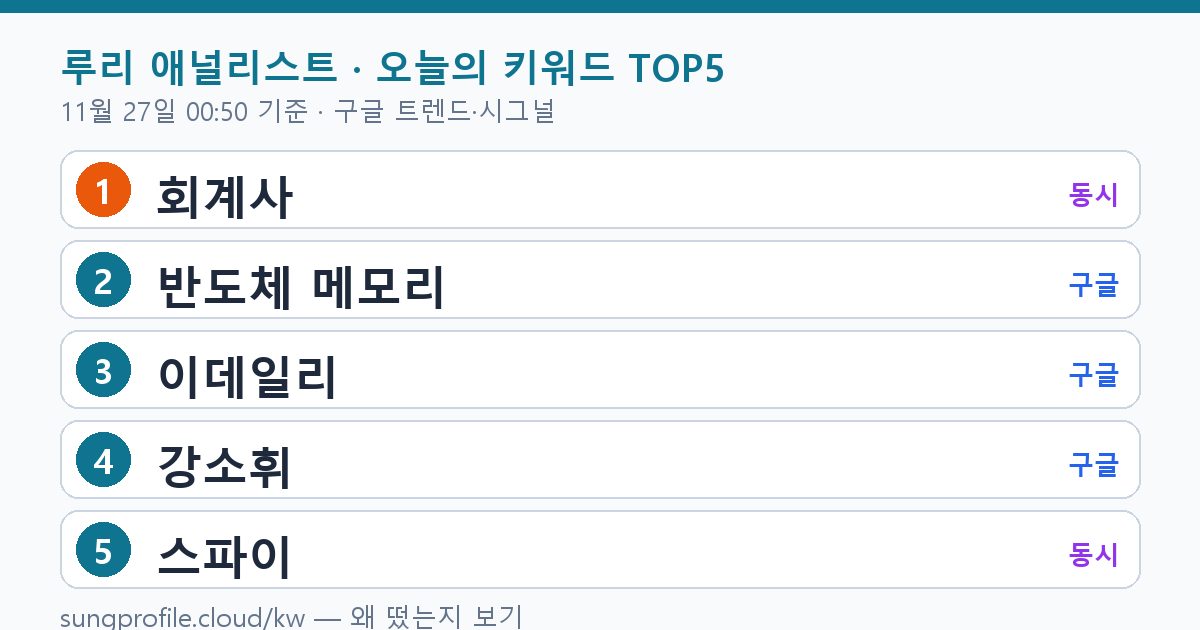 루리 애널리스트 · 오늘의 키워드 TOP5
11월 27일 00:50 기준 · 구글 트렌드·시그널
1 회계사 동시
2 반도체 메모리 구글
3 이데일리 구글
4 강소휘 구글
5 스파이 동시
sungprofile.cloud/kw — 왜 떴는지 보기